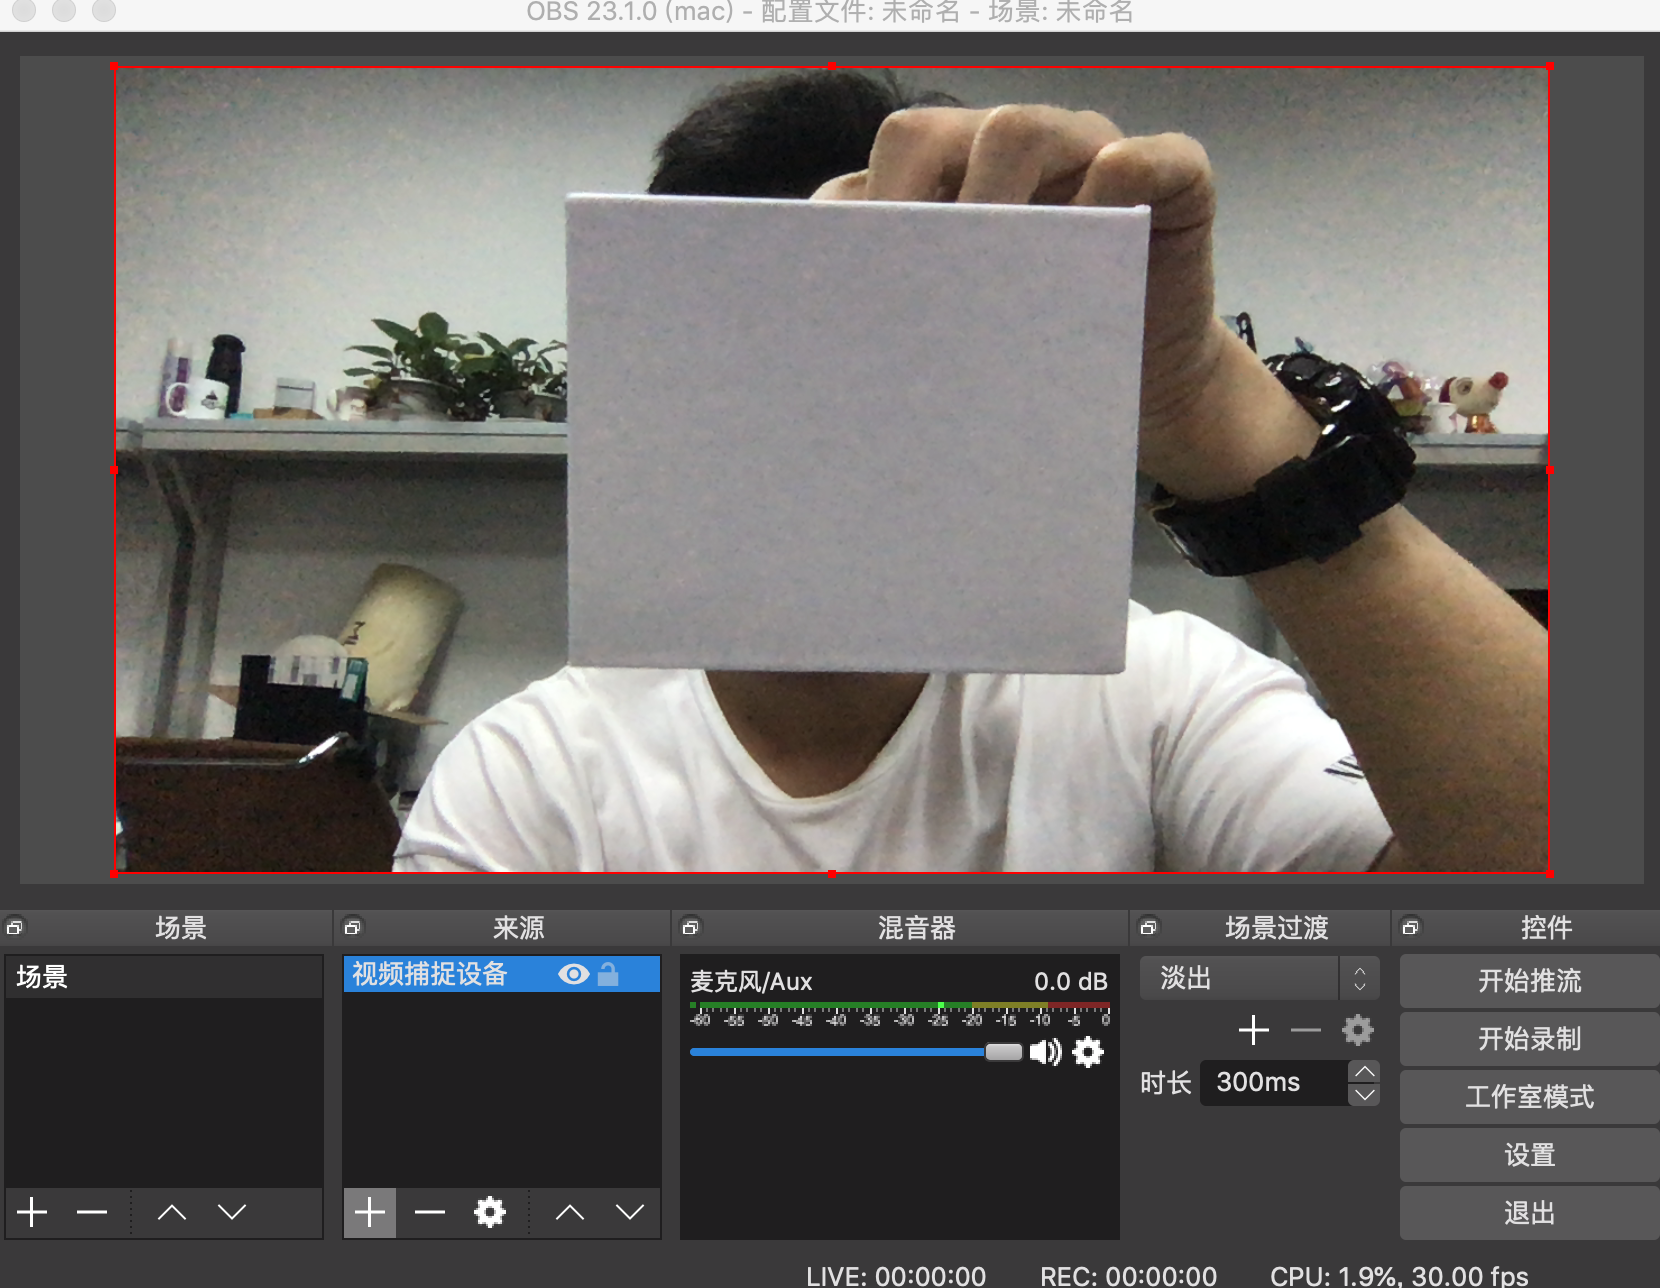 OBS 23.1.0 (mac) - 配置文件: 未命名 - 场景: 未命名
场景
来源
混音器
场景过渡
控件
场景
视频捕捉设备
麦克风/Aux
0.0 dB
-60 -55 -50 -45 -40 -35 -30 -25 -20 -15 -10 -5 0
淡出
时长
300ms
开始推流
开始录制
工作室模式
设置
退出
LIVE: 00:00:00
REC: 00:00:00
CPU: 1.9%, 30.00 fps